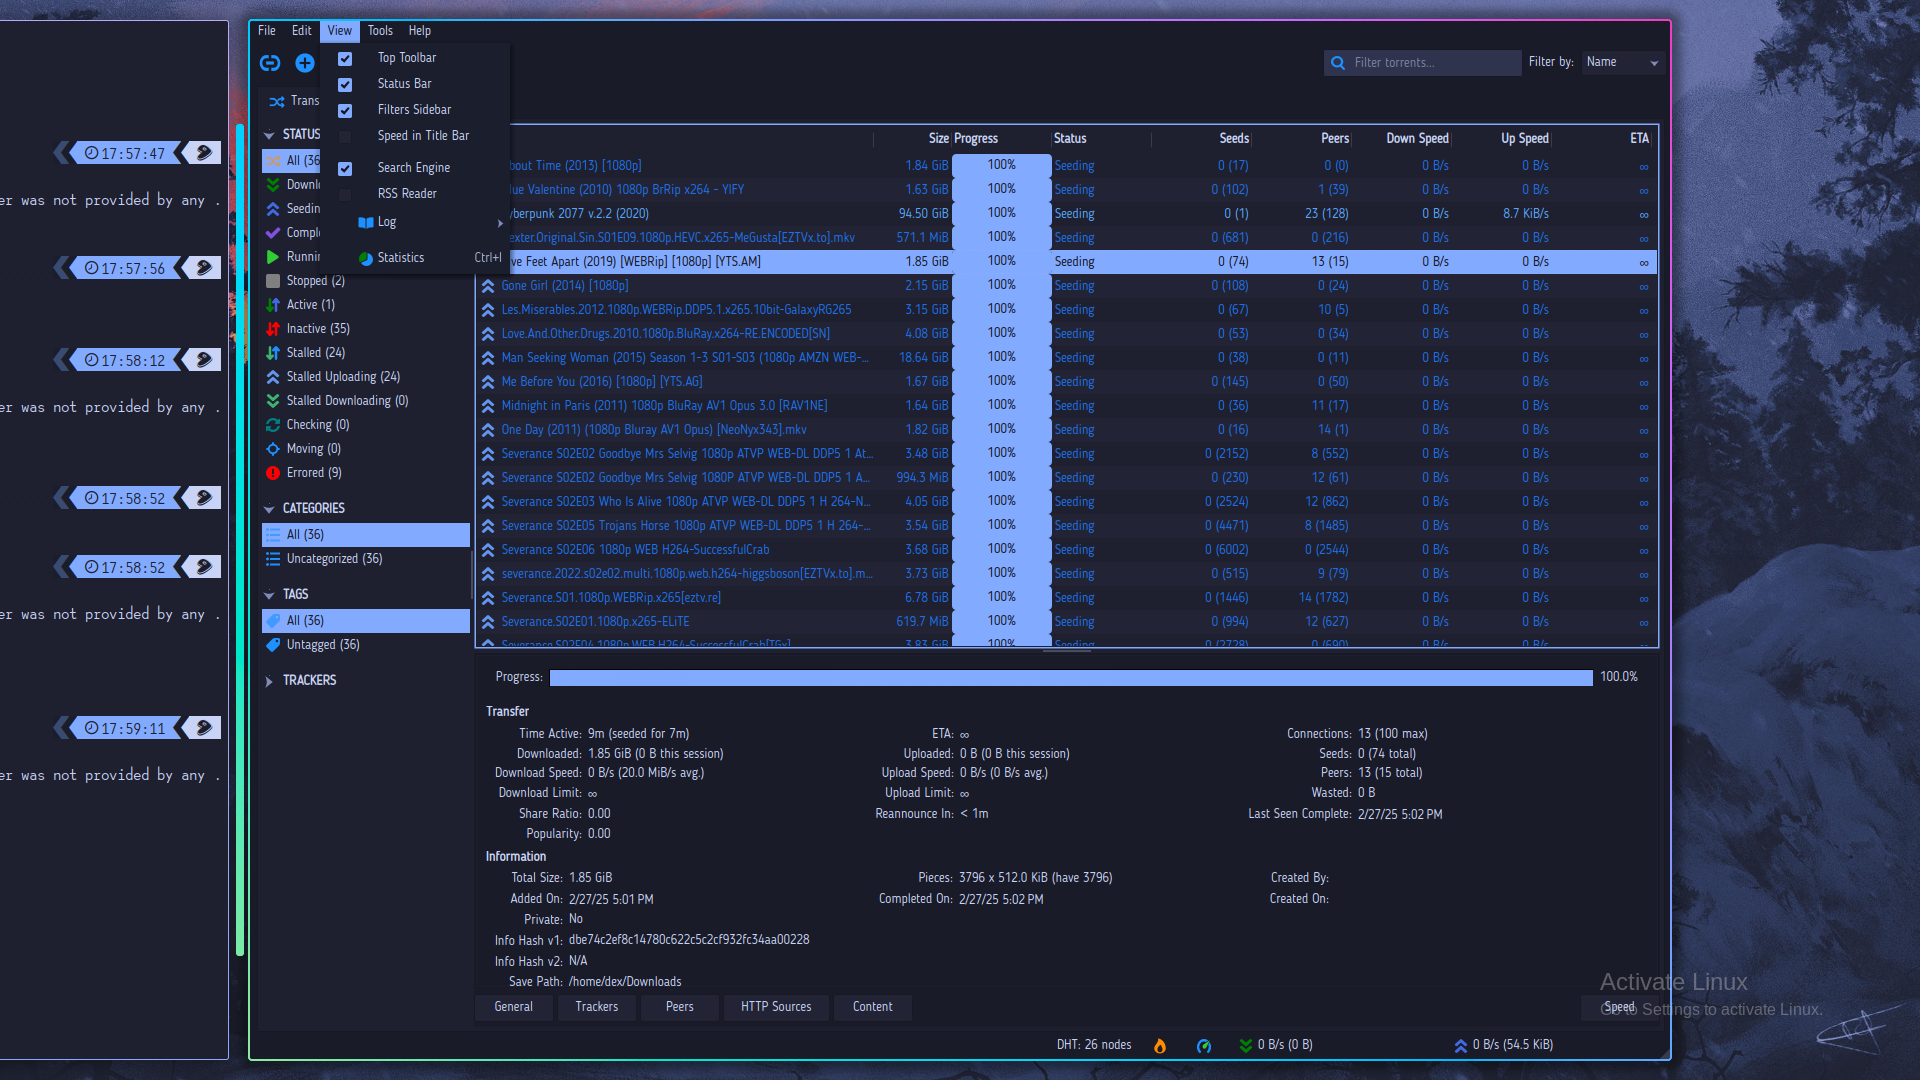 File Edit View Tools Help
Top Toolbar
Status Bar
Filters Sidebar
Speed in Title Bar
Search Engine
RSS Reader
Log
Statistics Ctrl+I
Filter torrents... Filter by: Name
Trans
STATUS
All (36
Downl
Seedin
Comple
Runnin
Stopped (2)
Active (1)
Inactive (35)
Stalled (24)
Stalled Uploading (24)
Stalled Downloading (0)
Checking (0)
Moving (0)
Errored (9)
CATEGORIES
All (36)
Uncategorized (36)
TAGS
All (36)
Untagged (36)
TRACKERS
17:57:47
er was not provided by any .
17:57:56
17:58:12
er was not provided by any .
17:58:52
17:58:52
er was not provided by any .
17:59:11
er was not provided by any .
Size Progress Status Seeds Peers Down Speed Up Speed ETA
bout Time (2013) [1080p] 1.84 GiB 100% Seeding 0 (17) 0 (0) 0 B/s 0 B/s ∞
lue Valentine (2010) 1080p BrRip x264 - YIFY 1.63 GiB 100% Seeding 0 (102) 1 (39) 0 B/s 0 B/s ∞
yberpunk 2077 v.2.2 (2020) 94.50 GiB 100% Seeding 0 (1) 23 (128) 0 B/s 8.7 KiB/s ∞
exter.Original.Sin.S01E09.1080p.HEVC.x265-MeGusta[EZTVx.to].mkv 571.1 MiB 100% Seeding 0 (681) 0 (216) 0 B/s 0 B/s ∞
ve Feet Apart (2019) [WEBRip] [1080p] [YTS.AM] 1.85 GiB 100% Seeding 0 (74) 13 (15) 0 B/s 0 B/s ∞
Gone Girl (2014) [1080p] 2.15 GiB 100% Seeding 0 (108) 0 (24) 0 B/s 0 B/s ∞
Les.Miserables.2012.1080p.WEBRip.DDP5.1.x265.10bit-GalaxyRG265 3.15 GiB 100% Seeding 0 (67) 10 (5) 0 B/s 0 B/s ∞
Love.And.Other.Drugs.2010.1080p.BluRay.x264-RE.ENCODED[SN] 4.08 GiB 100% Seeding 0 (53) 0 (34) 0 B/s 0 B/s ∞
Man Seeking Woman (2015) Season 1-3 S01-S03 (1080p AMZN WEB-... 18.64 GiB 100% Seeding 0 (38) 0 (11) 0 B/s 0 B/s ∞
Me Before You (2016) [1080p] [YTS.AG] 1.67 GiB 100% Seeding 0 (145) 0 (50) 0 B/s 0 B/s ∞
Midnight in Paris (2011) 1080p BluRay AV1 Opus 3.0 [RAV1NE] 1.64 GiB 100% Seeding 0 (36) 11 (17) 0 B/s 0 B/s ∞
One Day (2011) (1080p Bluray AV1 Opus) [NeoNyx343].mkv 1.82 GiB 100% Seeding 0 (16) 14 (1) 0 B/s 0 B/s ∞
Severance S02E02 Goodbye Mrs Selvig 1080p ATVP WEB-DL DDP5 1 At... 3.48 GiB 100% Seeding 0 (2152) 8 (552) 0 B/s 0 B/s ∞
Severance S02E02 Goodbye Mrs Selvig 1080P ATVP WEB-DL DDP5 1 A... 994.3 MiB 100% Seeding 0 (230) 12 (61) 0 B/s 0 B/s ∞
Severance S02E03 Who Is Alive 1080p ATVP WEB-DL DDP5 1 H 264-N... 4.05 GiB 100% Seeding 0 (2524) 12 (862) 0 B/s 0 B/s ∞
Severance S02E05 Trojans Horse 1080p ATVP WEB-DL DDP5 1 H 264-... 3.54 GiB 100% Seeding 0 (4471) 8 (1485) 0 B/s 0 B/s ∞
Severance S02E06 1080p WEB H264-SuccessfulCrab 3.68 GiB 100% Seeding 0 (6002) 0 (2544) 0 B/s 0 B/s ∞
severance.2022.s02e02.multi.1080p.web.h264-higgsboson[EZTVx.to].m... 3.73 GiB 100% Seeding 0 (515) 9 (79) 0 B/s 0 B/s ∞
Severance.S01.1080p.WEBRip.x265[eztv.re] 6.78 GiB 100% Seeding 0 (1446) 14 (1782) 0 B/s 0 B/s ∞
Severance.S02E01.1080p.x265-ELiTE 619.7 MiB 100% Seeding 0 (994) 12 (627) 0 B/s 0 B/s ∞
Severance.S02E04.1080p.WEB.H264-SuccessfulCrab[TGx] 3.83 GiB 100% Seeding 0 (2728) 0 (690) 0 B/s 0 B/s
Progress: 100.0%
Transfer
Time Active: 9m (seeded for 7m) ETA: ∞ Connections: 13 (100 max)
Downloaded: 1.85 GiB (0 B this session) Uploaded: 0 B (0 B this session) Seeds: 0 (74 total)
Download Speed: 0 B/s (20.0 MiB/s avg.) Upload Speed: 0 B/s (0 B/s avg.) Peers: 13 (15 total)
Download Limit: ∞ Upload Limit: ∞ Wasted: 0 B
Share Ratio: 0.00 Reannounce In: < 1m Last Seen Complete: 2/27/25 5:02 PM
Popularity: 0.00
Information
Total Size: 1.85 GiB Pieces: 3796 x 512.0 KiB (have 3796) Created By:
Added On: 2/27/25 5:01 PM Completed On: 2/27/25 5:02 PM Created On:
Private: No
Info Hash v1: dbe74c2ef8c14780c622c5c2cf932fc34aa00228
Info Hash v2: N/A
Save Path: /home/dex/Downloads
General Trackers Peers HTTP Sources Content Speed
DHT: 26 nodes 0 B/s (0 B) 0 B/s (54.5 KiB)
Activate Linux
Go to Settings to activate Linux.